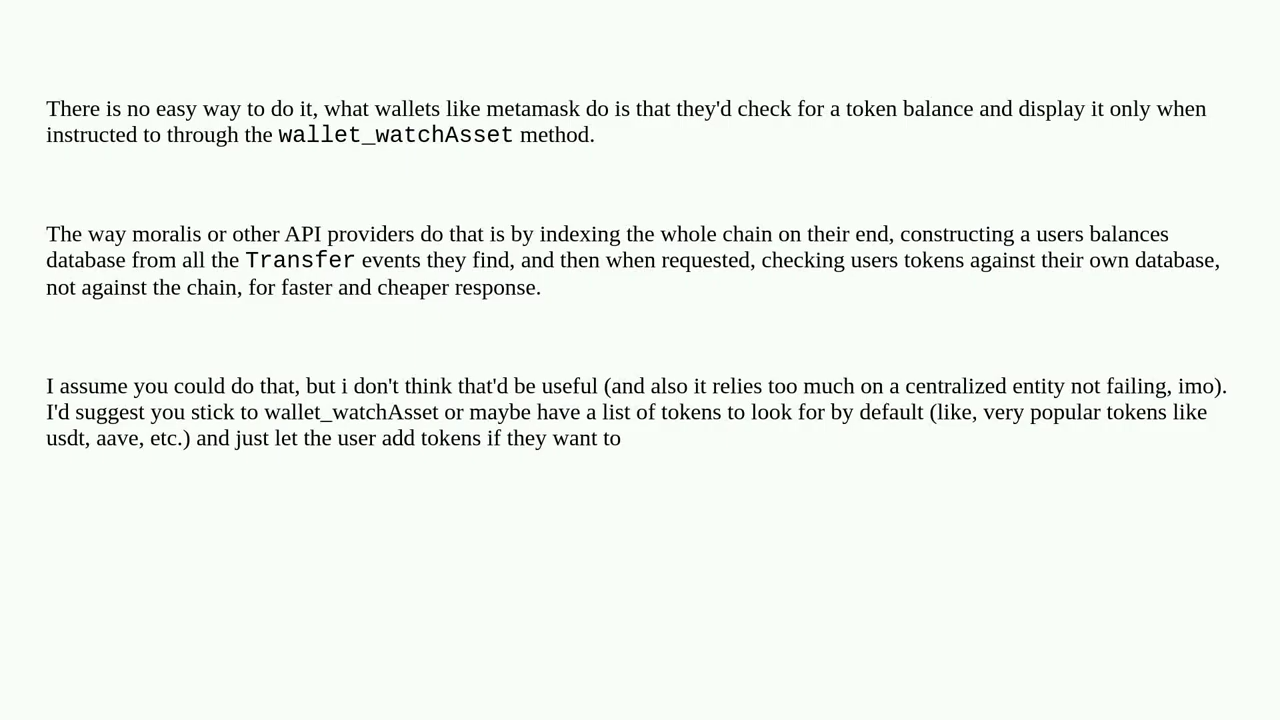 There is no easy way to do it, what wallets like metamask do is that they'd check for a token balance and display it only when
instructed to through the wallet_watchAsset method.
The way moralis or other API providers do that is by indexing the whole chain on their end, constructing a users balances
database from all the Transfer events they find, and then when requested, checking users tokens against their own database,
not against the chain, for faster and cheaper response.
I assume you could do that, but i don't think that'd be useful (and also it relies too much on a centralized entity not failing, imo).
I'd suggest you stick to wallet_watchAsset or maybe have a list of tokens to look for by default (like, very popular tokens like
usdt, aave, etc.) and just let the user add tokens if they want to